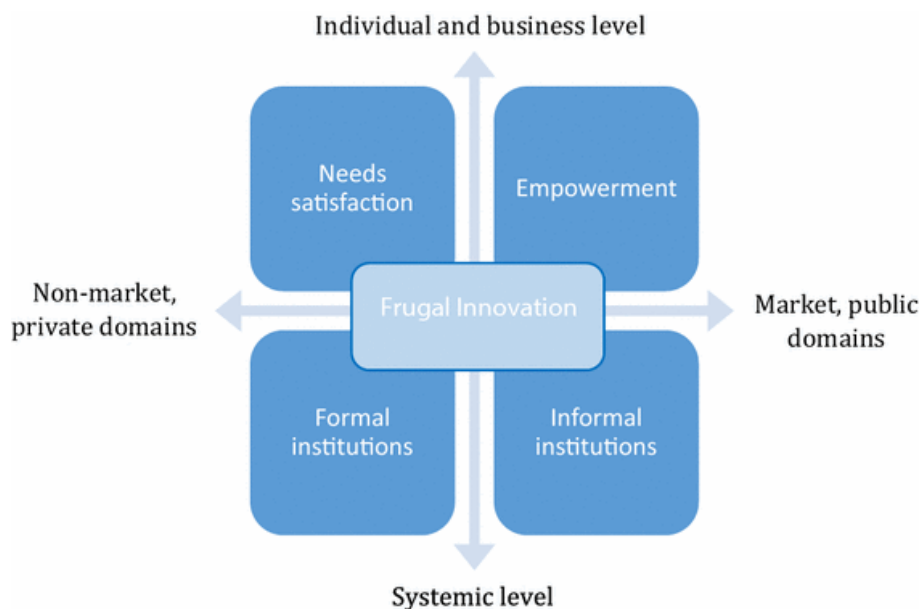 Individual and business level
Needs
satisfaction
Empowerment
Non-market,
private domains
Frugal Innovation
Market, public
domains
Formal
institutions
Informal
institutions
Systemic level